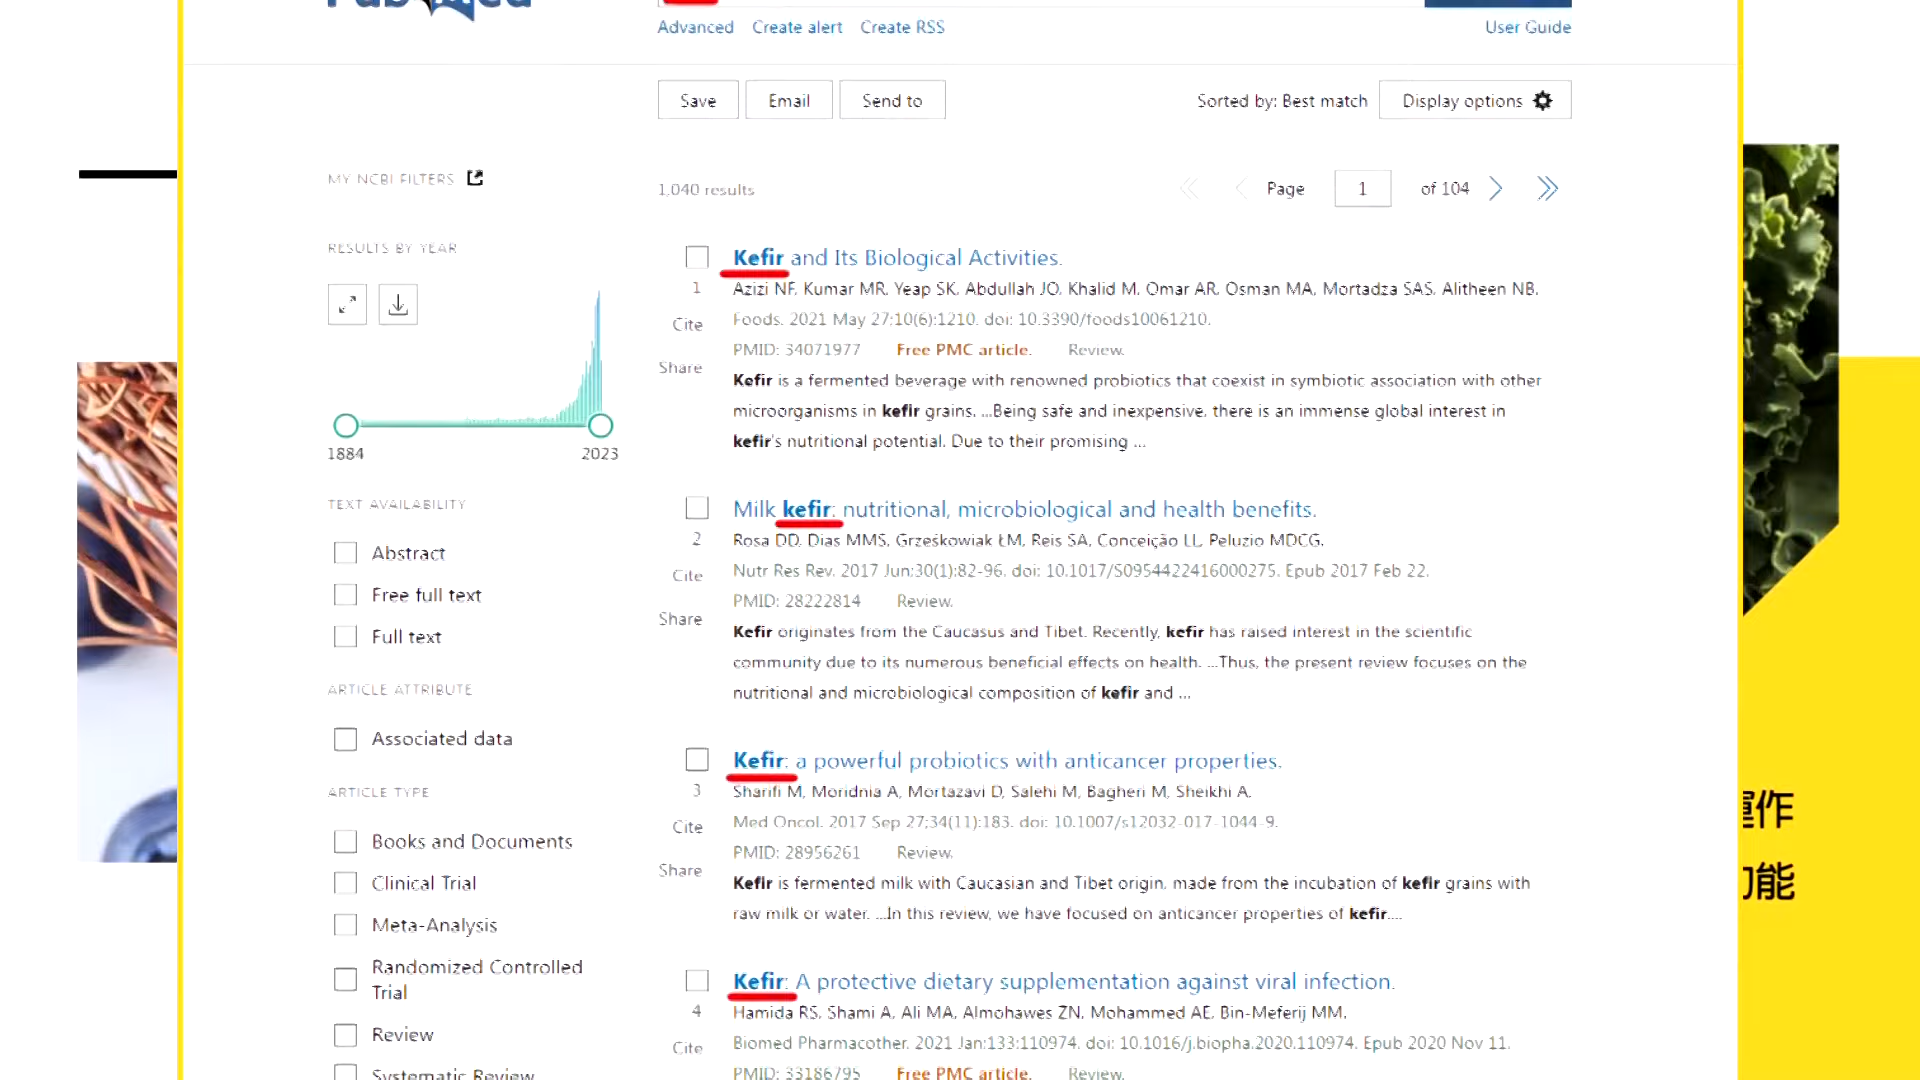 PubMed
Advanced Create alert Create RSS User Guide
Save Email Send to Sorted by: Best match Display options
MY NCBI FILTERS
1,040 results Page 1 of 104
RESULTS BY YEAR
1884 2023
TEXT AVAILABILITY
Abstract
Free full text
Full text
ARTICLE ATTRIBUTE
Associated data
ARTICLE TYPE
Books and Documents
Clinical Trial
Meta-Analysis
Randomized Controlled
Trial
Review
Systematic Review
Kefir and Its Biological Activities.
1 Azizi NF, Kumar MR, Yeap SK, Abdullah JO, Khalid M, Omar AR, Osman MA, Mortadza SAS, Alitheen NB.
Cite Foods. 2021 May 27;10(6):1210. doi: 10.3390/foods10061210.
PMID: 34071977 Free PMC article. Review.
Share Kefir is a fermented beverage with renowned probiotics that coexist in symbiotic association with other
microorganisms in kefir grains. ...Being safe and inexpensive, there is an immense global interest in
kefir's nutritional potential. Due to their promising ...
Milk kefir: nutritional, microbiological and health benefits.
2 Rosa DD, Dias MMS, Grześkowiak ŁM, Reis SA, Conceição LL, Peluzio MDCG.
Cite Nutr Res Rev. 2017 Jun;30(1):82-96. doi: 10.1017/S0954422416000275. Epub 2017 Feb 22.
PMID: 28222814 Review.
Share Kefir originates from the Caucasus and Tibet. Recently, kefir has raised interest in the scientific
community due to its numerous beneficial effects on health. ...Thus, the present review focuses on the
nutritional and microbiological composition of kefir and ...
Kefir: a powerful probiotics with anticancer properties.
3 Sharifi M, Moridnia A, Mortazavi D, Salehi M, Bagheri M, Sheikhi A.
Cite Med Oncol. 2017 Sep 27;34(11):183. doi: 10.1007/s12032-017-1044-9.
PMID: 28956261 Review.
Share Kefir is fermented milk with Caucasian and Tibet origin, made from the incubation of kefir grains with
raw milk or water. ...In this review, we have focused on anticancer properties of kefir....
Kefir: A protective dietary supplementation against viral infection.
4 Hamida RS, Shami A, Ali MA, Almohawes ZN, Mohammed AE, Bin-Meferij MM.
Cite Biomed Pharmacother. 2021 Jan;133:110974. doi: 10.1016/j.biopha.2020.110974. Epub 2020 Nov 11.
PMID: 33186795 Free PMC article. Review.
運作
功能